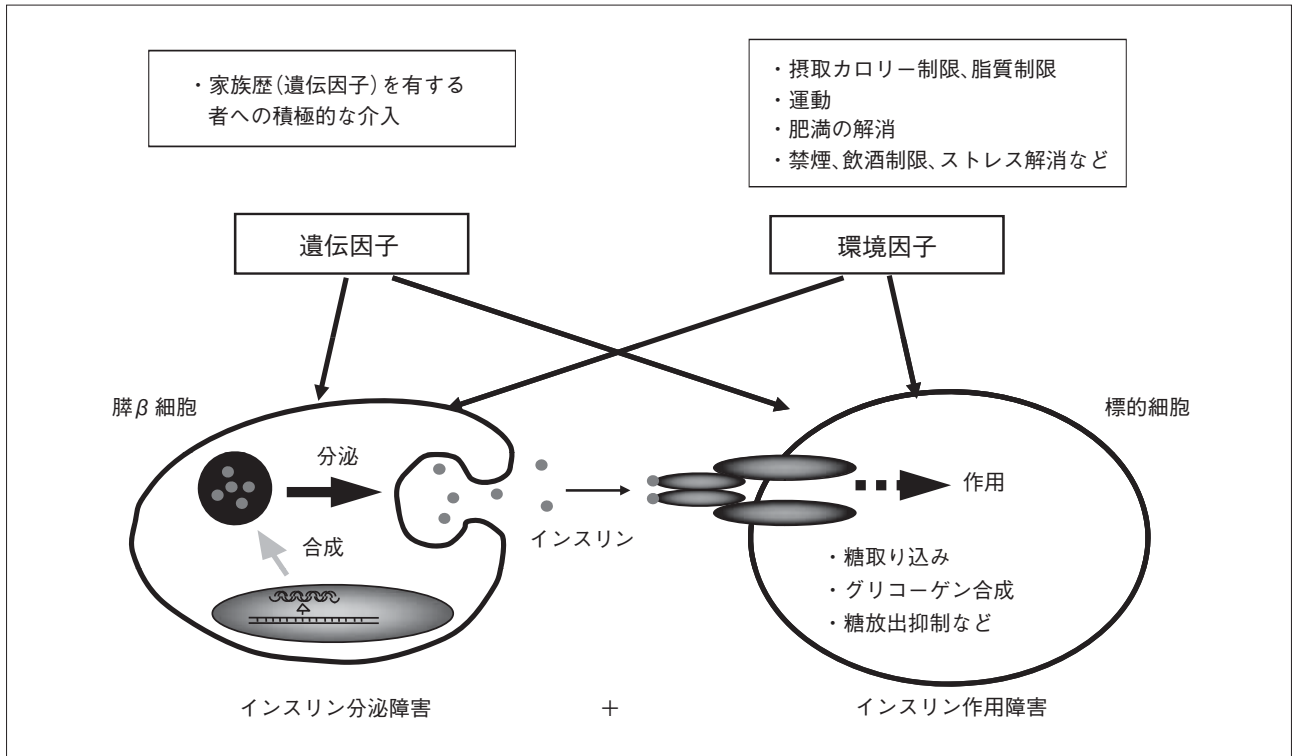 ・家族歴(遺伝因子)を有する
者への積極的な介入
・摂取カロリー制限、脂質制限
・運動
・肥満の解消
・禁煙、飲酒制限、ストレス解消など
遺伝因子
環境因子
膵β細胞
標的細胞
分泌
作用
合成
インスリン
・糖取り込み
・グリコーゲン合成
・糖放出抑制など
インスリン分泌障害
+
インスリン作用障害